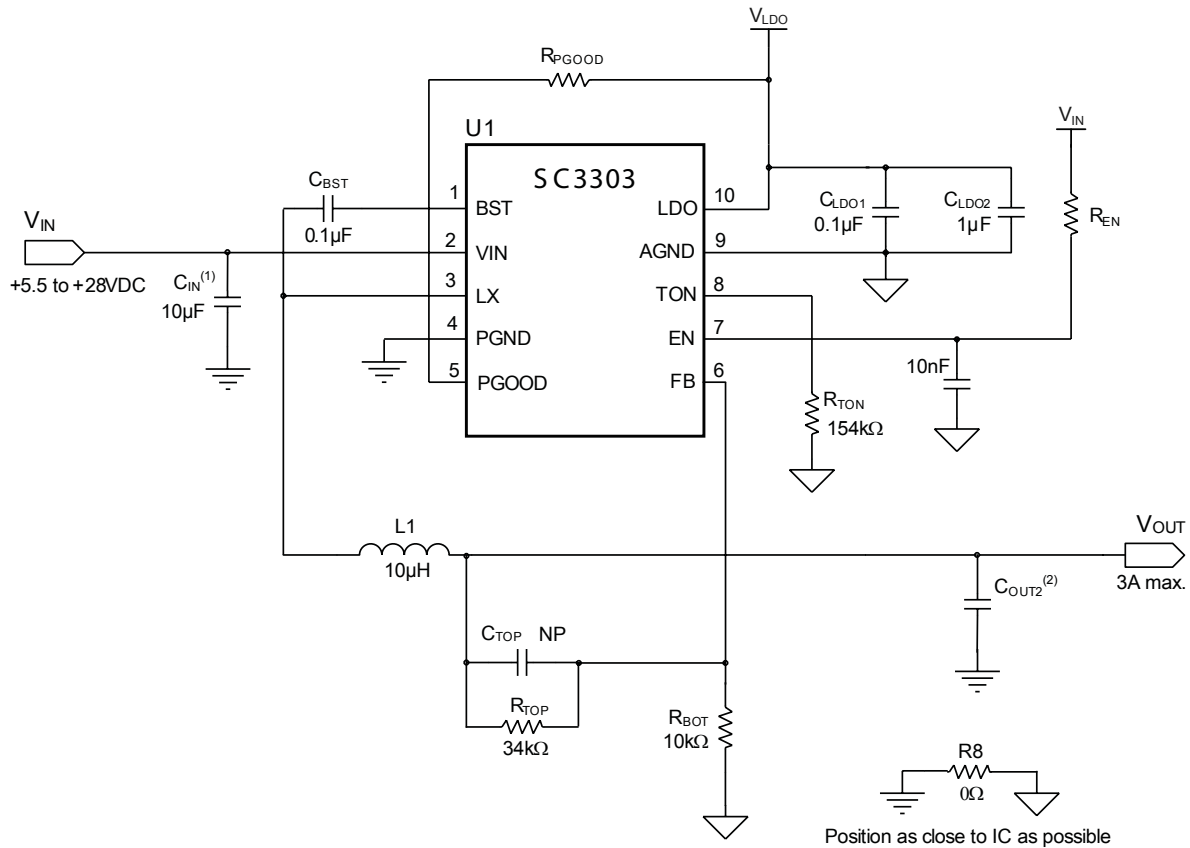 VLDO
RPGOOD
U1
SC3303
VIN
CBST
0.1µF
1
BST
2
VIN
3
LX
4
PGND
5
PGOOD
LDO
10
AGND
9
TON
8
EN
7
FB
6
CLDO1
0.1µF
CLDO2
1µF
REN
VIN
+5.5 to +28VDC
CIN(1)
10µF
10nF
RTON
154kΩ
L1
10µH
VOUT
3A max.
COUT2(2)
CTOP NP
RTOP
34kΩ
RBOT
10kΩ
R8
0Ω
Position as close to IC as possible